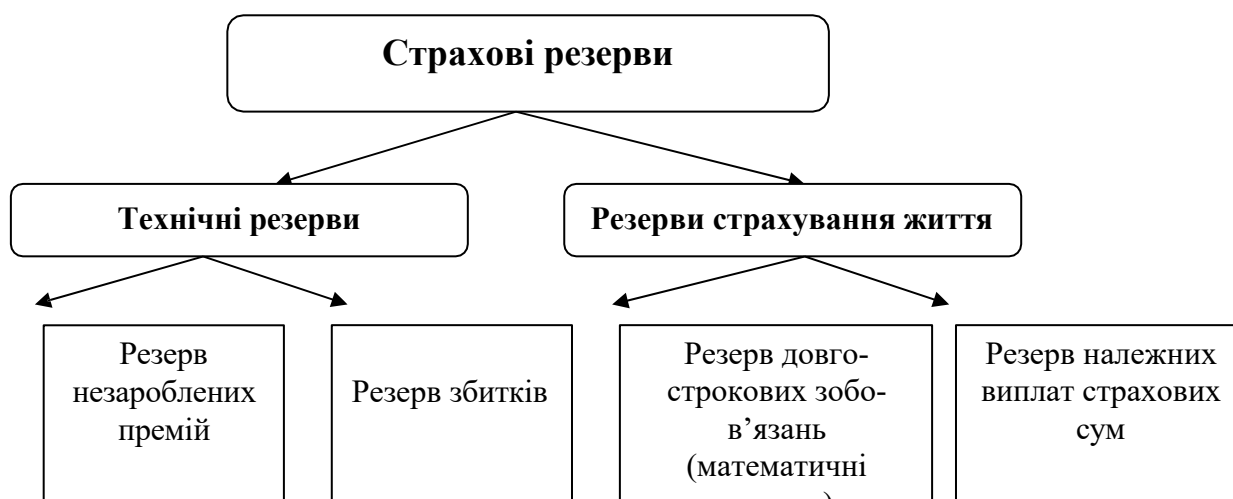 Страхові резерви
Технічні резерви
Резерви страхування життя
Резерв
незароблених
премій
Резерв збитків
Резерв довго-
строкових зобо-
в’язань
(математичні
Резерв належних
виплат страхових
сум